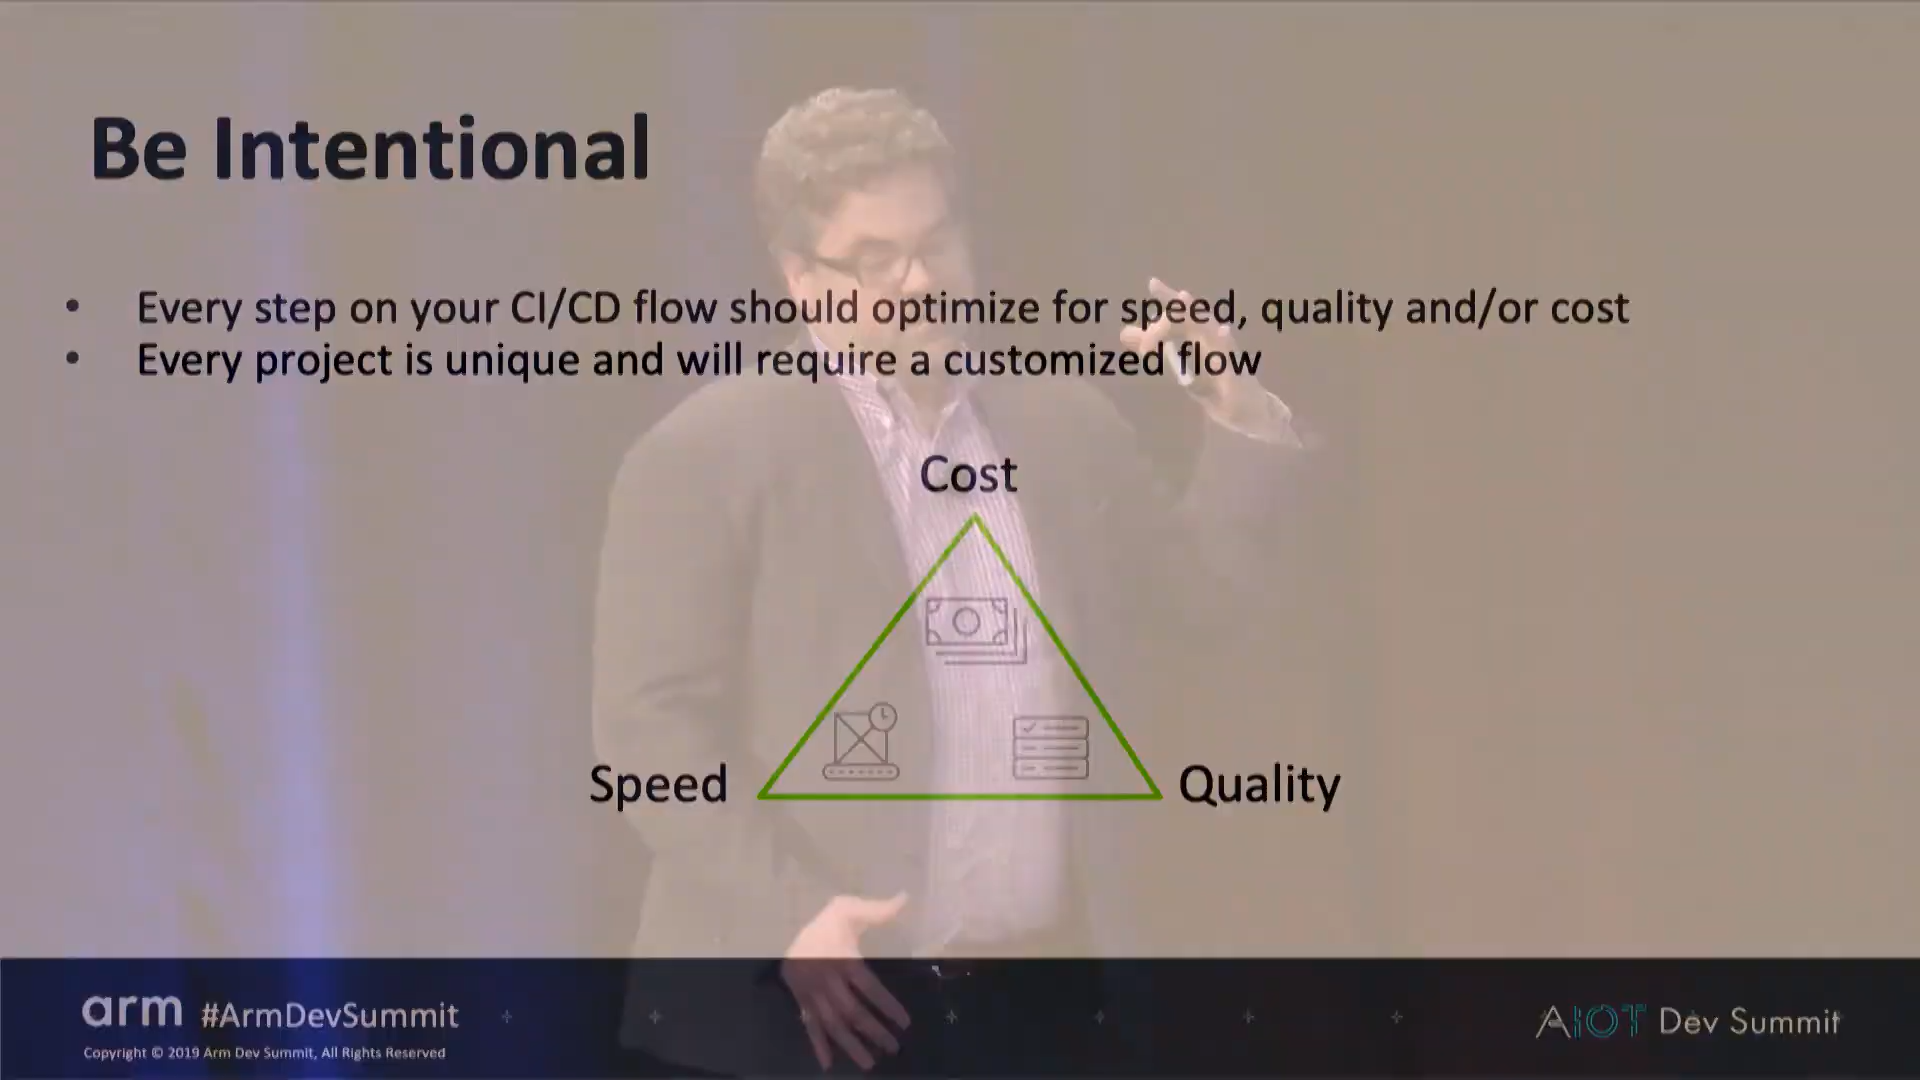 Be Intentional
• Every step on your CI/CD flow should optimize for speed, quality and/or cost
• Every project is unique and will require a customized flow
Cost
Speed
Quality
arm #ArmDevSummit
AIOT Dev Summit
Copyright © 2019 Arm Dev Summit, All Rights Reserved